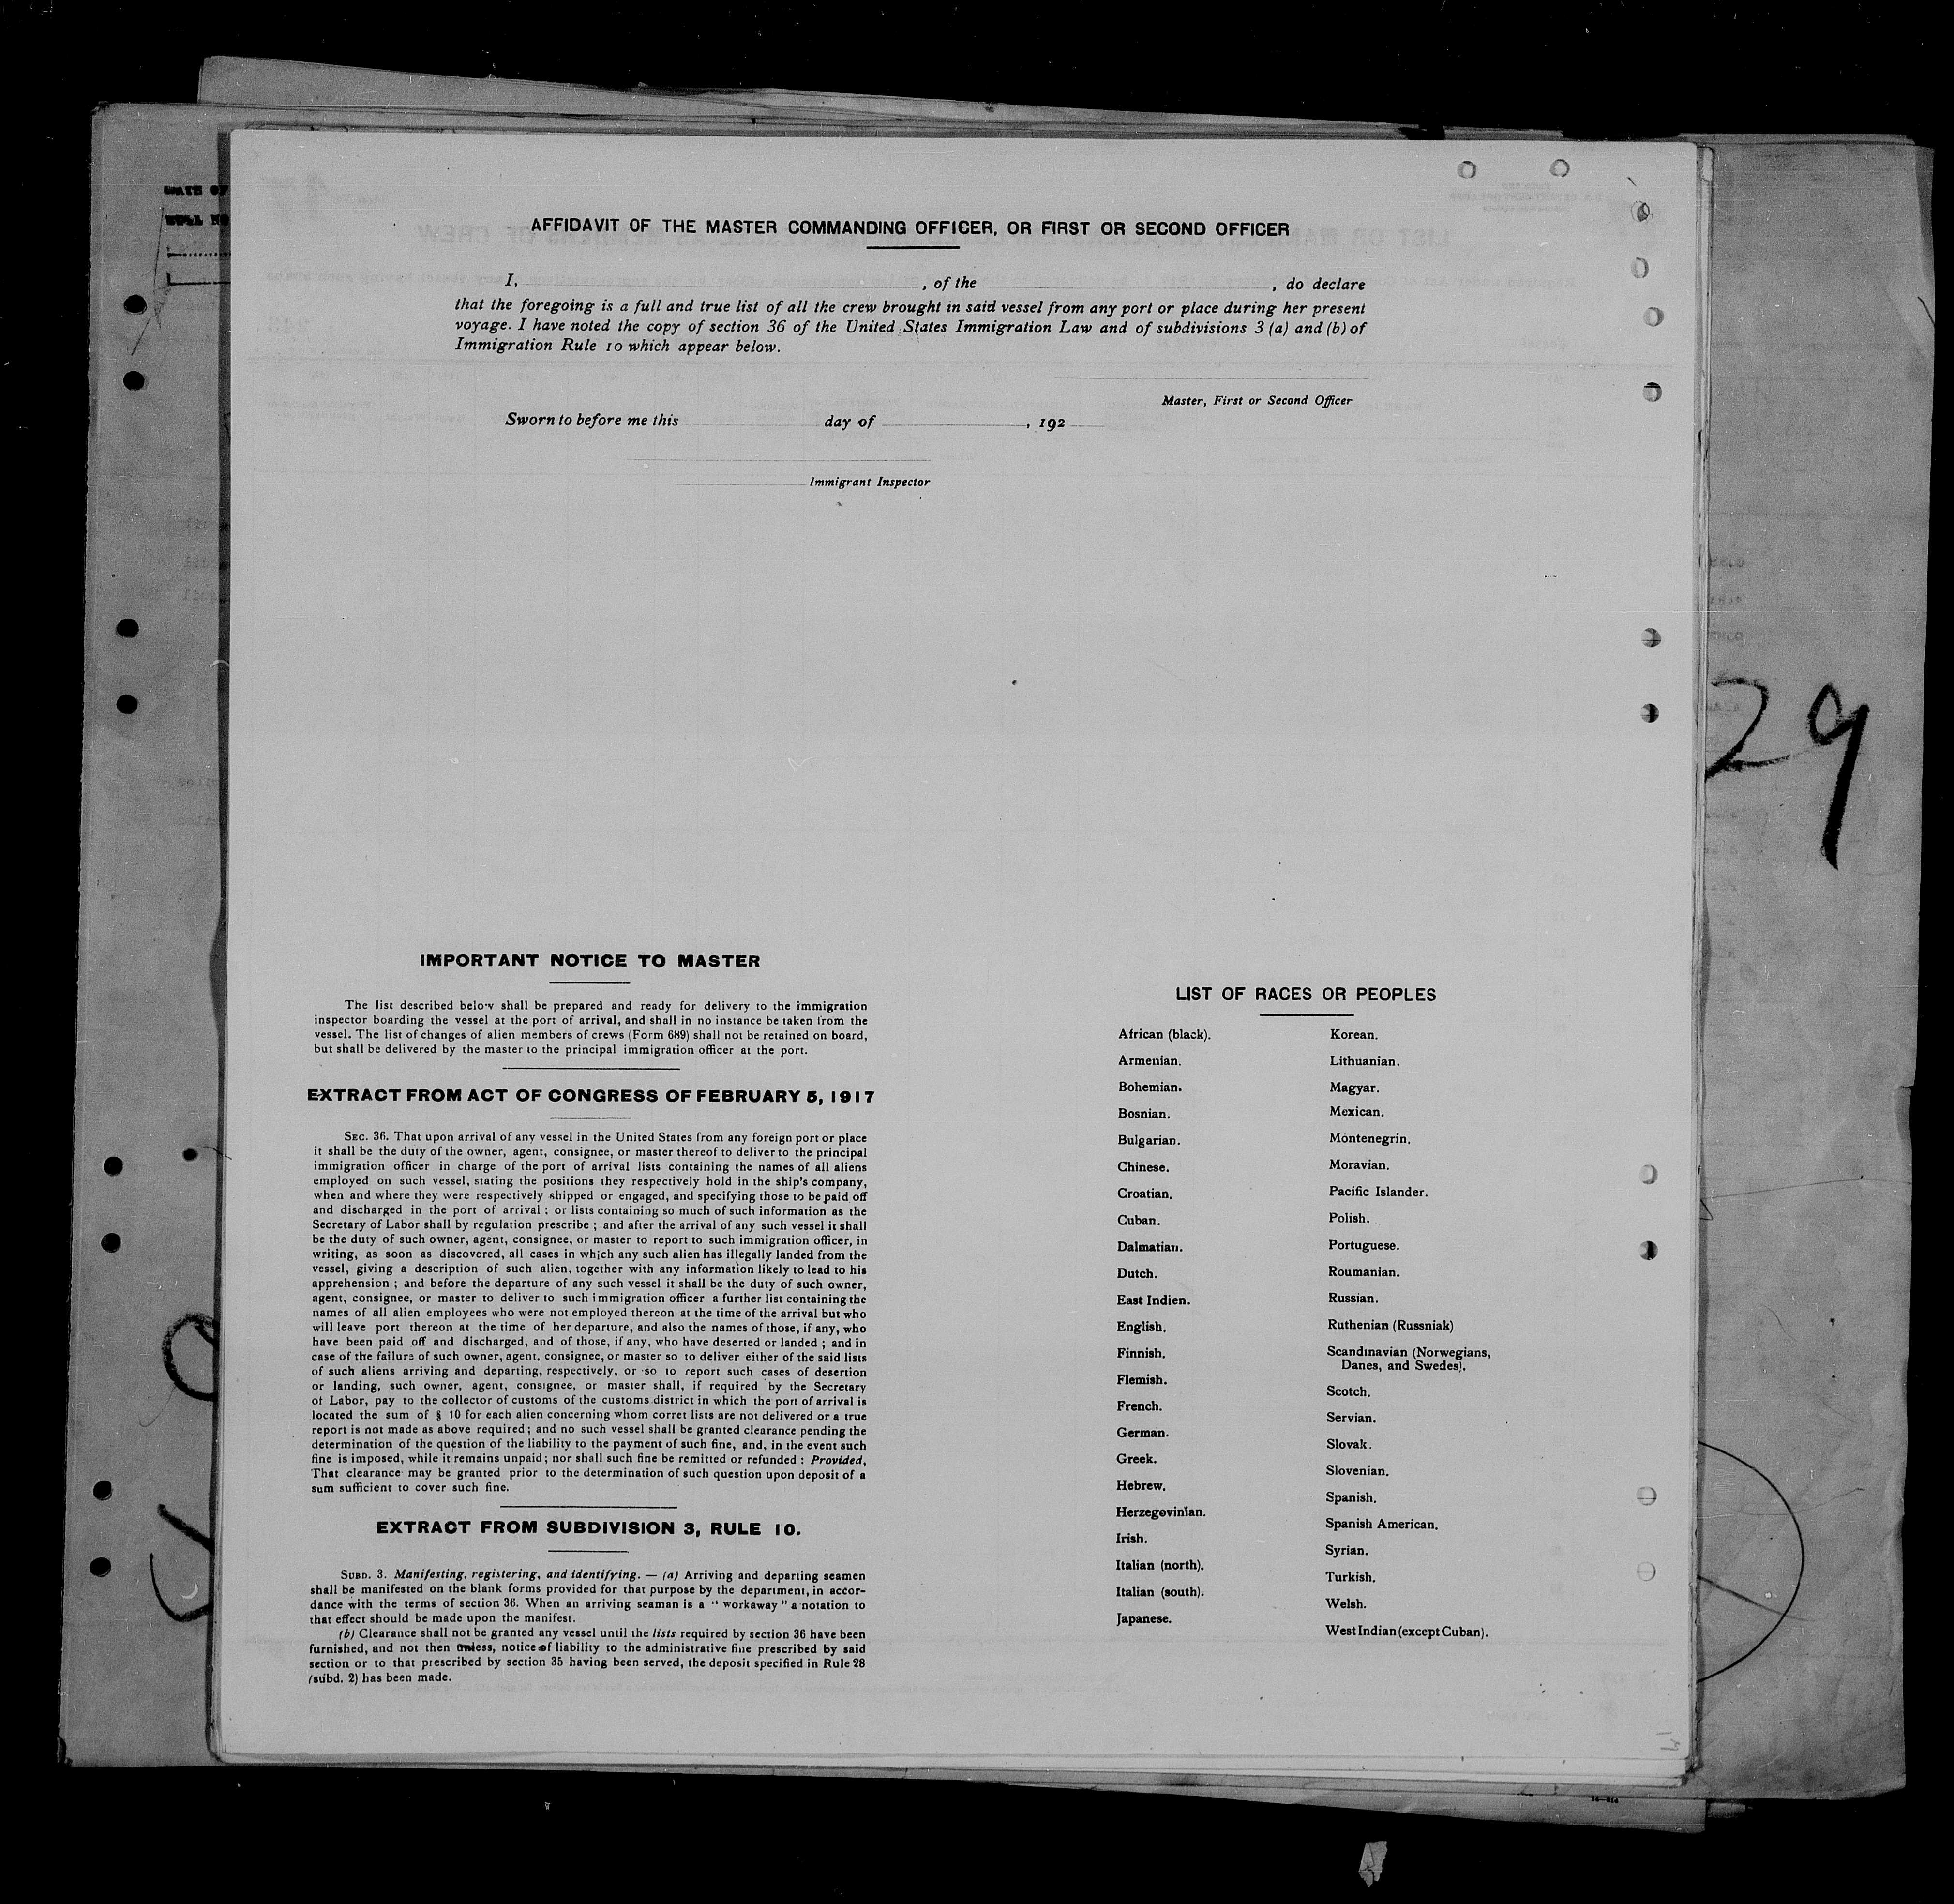 AFFIDAVIT OF THE MASTER COMMANDING OFFICER, OR FIRST OR SECOND OFFICER
I, , of the , do declare
that the foregoing is a full and true list of all the crew brought in said vessel from any port or place during her present
voyage. I have noted the copy of section 36 of the United States Immigration Law and of subdivisions 3 (a) and (b) of
Immigration Rule 10 which appear below.
Master, First or Second Officer
Sworn to before me this day of , 192
Immigrant Inspector
29
IMPORTANT NOTICE TO MASTER
The list described below shall be prepared and ready for delivery to the immigration
inspector boarding the vessel at the port of arrival, and shall in no instance be taken from the
vessel. The list of changes of alien members of crews (Form 689) shall not be retained on board,
but shall be delivered by the master to the principal immigration officer at the port.
EXTRACT FROM ACT OF CONGRESS OF FEBRUARY 5, 1917
SEC. 36. That upon arrival of any vessel in the United States from any foreign port or place
it shall be the duty of the owner, agent, consignee, or master thereof to deliver to the principal
immigration officer in charge of the port of arrival lists containing the names of all aliens
employed on such vessel, stating the positions they respectively hold in the ship's company,
when and where they were respectively shipped or engaged, and specifying those to be paid off
and discharged in the port of arrival ; or lists containing so much of such information as the
Secretary of Labor shall by regulation prescribe ; and after the arrival of any such vessel it shall
be the duty of such owner, agent, consignee, or master to report to such immigration officer, in
writing, as soon as discovered, all cases in which any such alien has illegally landed from the
vessel, giving a description of such alien, together with any information likely to lead to his
apprehension ; and before the departure of any such vessel it shall be the duty of such owner,
agent, consignee, or master to deliver to such immigration officer a further list containing the
names of all alien employees who were not employed thereon at the time of the arrival but who
will leave port thereon at the time of her departure, and also the names of those, if any, who
have been paid off and discharged, and of those, if any, who have deserted or landed ; and in
case of the failure of such owner, agent, consignee, or master so to deliver either of the said lists
of such aliens arriving and departing, respectively, or so to report such cases of desertion
or landing, such owner, agent, consignee, or master shall, if required by the Secretary
of Labor, pay to the collector of customs of the customs district in which the port of arrival is
located the sum of § 10 for each alien concerning whom corret lists are not delivered or a true
report is not made as above required; and no such vessel shall be granted clearance pending the
determination of the question of the liability to the payment of such fine, and, in the event such
fine is imposed, while it remains unpaid; nor shall such fine be remitted or refunded : Provided,
That clearance may be granted prior to the determination of such question upon deposit of a
sum sufficient to cover such fine.
EXTRACT FROM SUBDIVISION 3, RULE 10.
SUBD. 3. Manifesting, registering, and identifying. — (a) Arriving and departing seamen
shall be manifested on the blank forms provided for that purpose by the department, in accor-
dance with the terms of section 36. When an arriving seaman is a "workaway" a notation to
that effect should be made upon the manifest.
(b) Clearance shall not be granted any vessel until the lists required by section 36 have been
furnished, and not then unless, notice of liability to the administrative fine prescribed by said
section or to that prescribed by section 35 having been served, the deposit specified in Rule 28
(subd. 2) has been made.
LIST OF RACES OR PEOPLES
African (black).
Armenian.
Bohemian.
Bosnian.
Bulgarian.
Chinese.
Croatian.
Cuban.
Dalmatian.
Dutch.
East Indien.
English.
Finnish.
Flemish.
French.
German.
Greek.
Hebrew.
Herzegovinian.
Irish.
Italian (north).
Italian (south).
Japanese.
Korean.
Lithuanian.
Magyar.
Mexican.
Montenegrin.
Moravian.
Pacific Islander.
Polish.
Portuguese.
Roumanian.
Russian.
Ruthenian (Russniak)
Scandinavian (Norwegians,
Danes, and Swedes).
Scotch.
Servian.
Slovak.
Slovenian.
Spanish.
Spanish American.
Syrian.
Turkish.
Welsh.
West Indian (except Cuban).